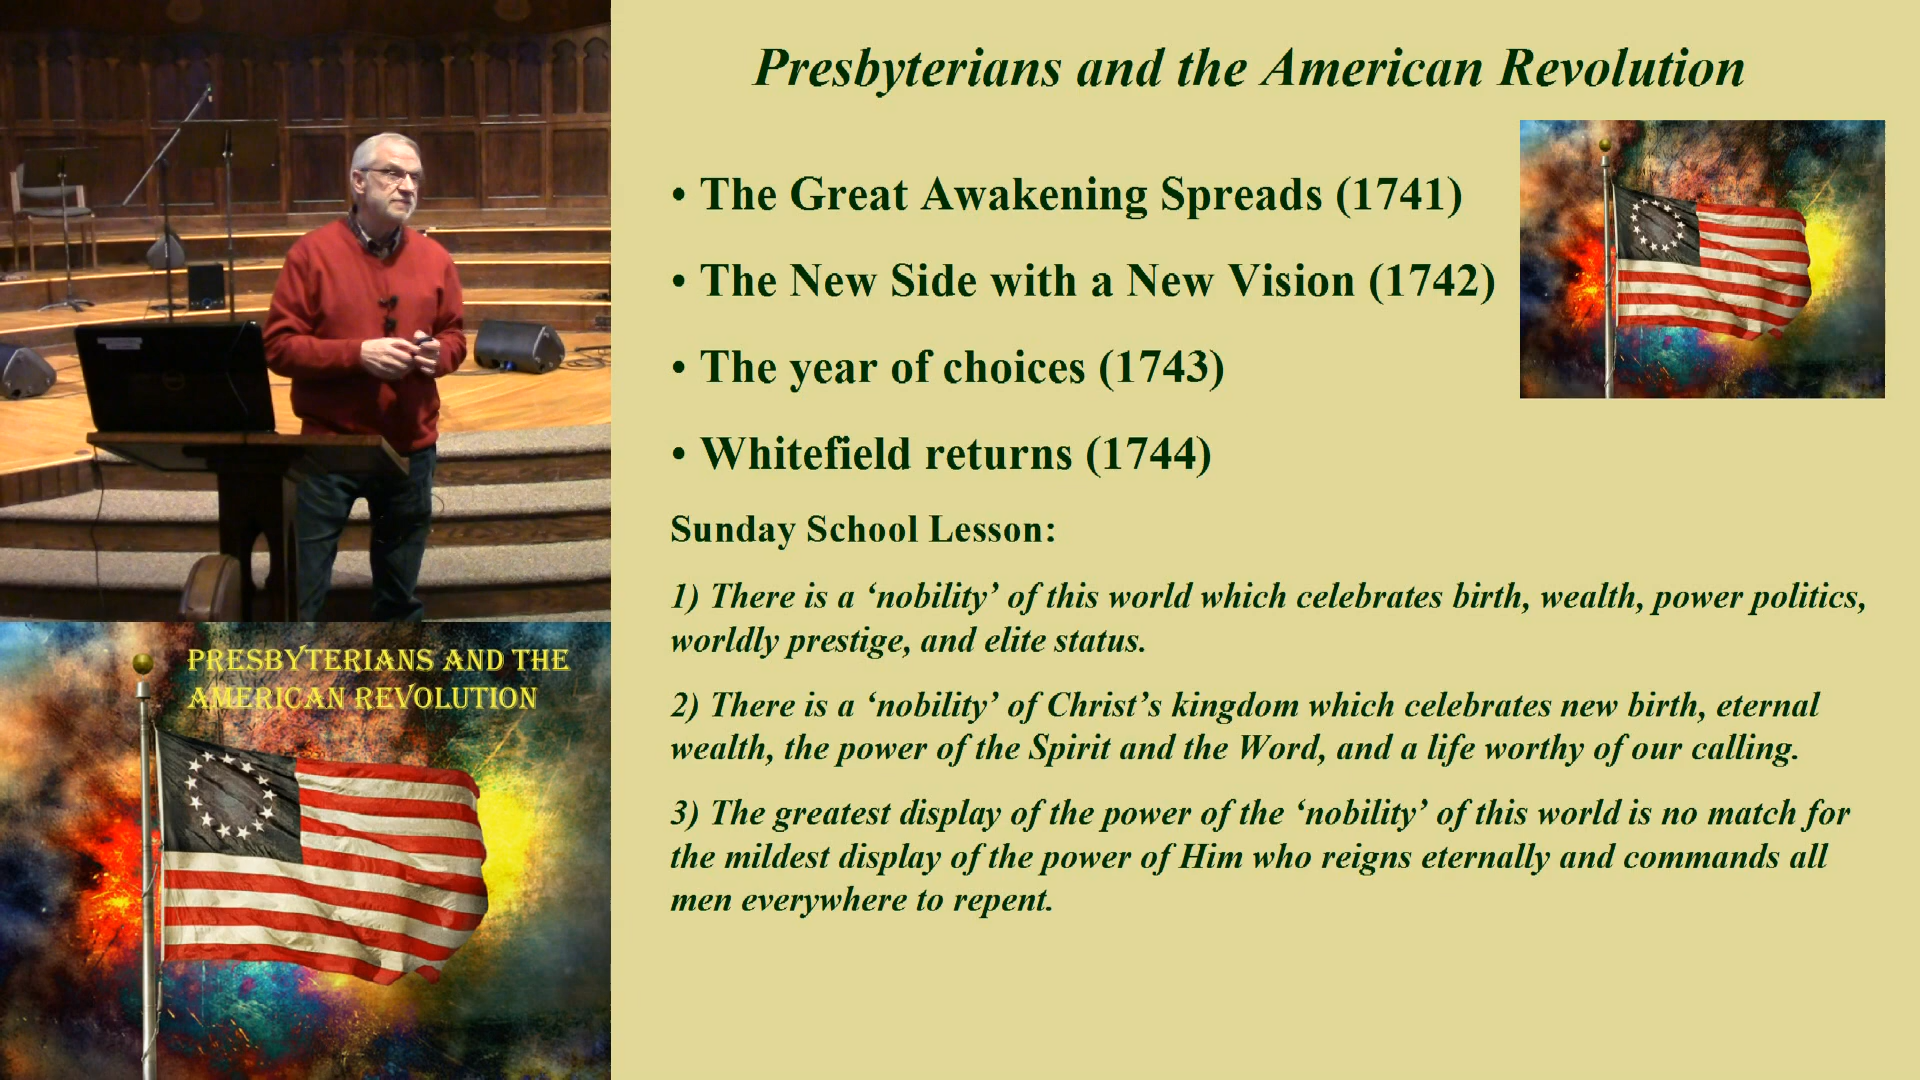 Presbyterians and the American Revolution
• The Great Awakening Spreads (1741)
• The New Side with a New Vision (1742)
• The year of choices (1743)
• Whitefield returns (1744)
Sunday School Lesson:
1) There is a ‘nobility’ of this world which celebrates birth, wealth, power politics,
worldly prestige, and elite status.
2) There is a ‘nobility’ of Christ’s kingdom which celebrates new birth, eternal
wealth, the power of the Spirit and the Word, and a life worthy of our calling.
3) The greatest display of the power of the ‘nobility’ of this world is no match for
the mildest display of the power of Him who reigns eternally and commands all
men everywhere to repent.
PRESBYTERIANS AND THE
AMERICAN REVOLUTION